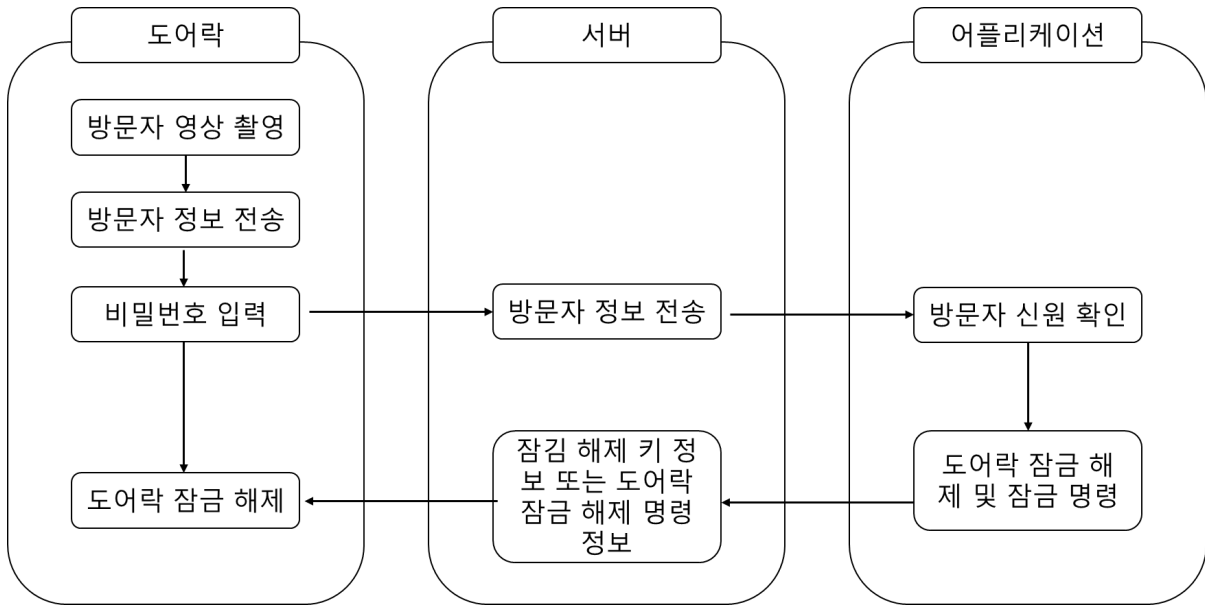 도어락
서버
어플리케이션
방문자 영상 촬영
방문자 정보 전송
비밀번호 입력
방문자 정보 전송
방문자 신원 확인
도어락 잠금 해제
잠김 해제 키 정
보 또는 도어락
잠금 해제 명령
정보
도어락 잠금 해
제 및 잠금 명령